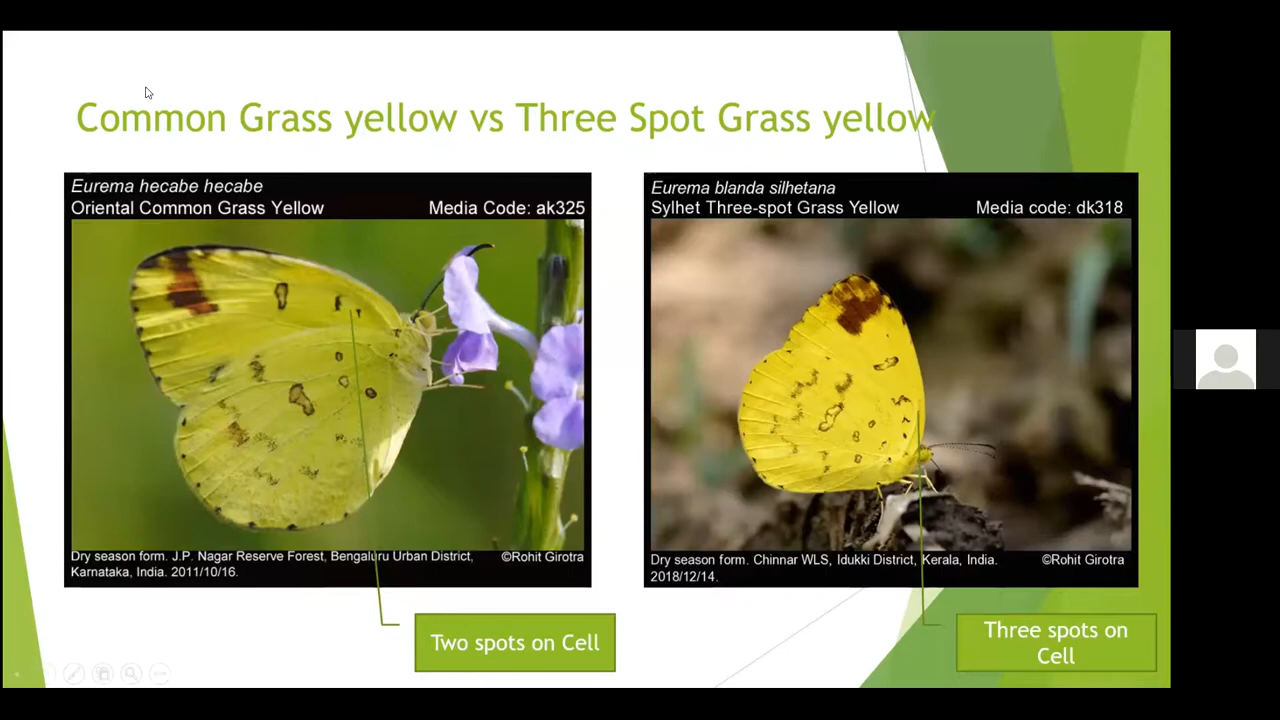 Common Grass yellow vs Three Spot Grass yellow
Eurema hecabe hecabe
Oriental Common Grass Yellow Media Code: ak325
Dry season form. J.P. Nagar Reserve Forest, Bengaluru Urban District, ©Rohit Girotra
Karnataka, India. 2011/10/16.
Two spots on Cell
Eurema blanda silhetana
Sylhet Three-spot Grass Yellow Media code: dk318
Dry season form. Chinnar WLS, Idukki District, Kerala, India. ©Rohit Girotra
2018/12/14.
Three spots on
Cell